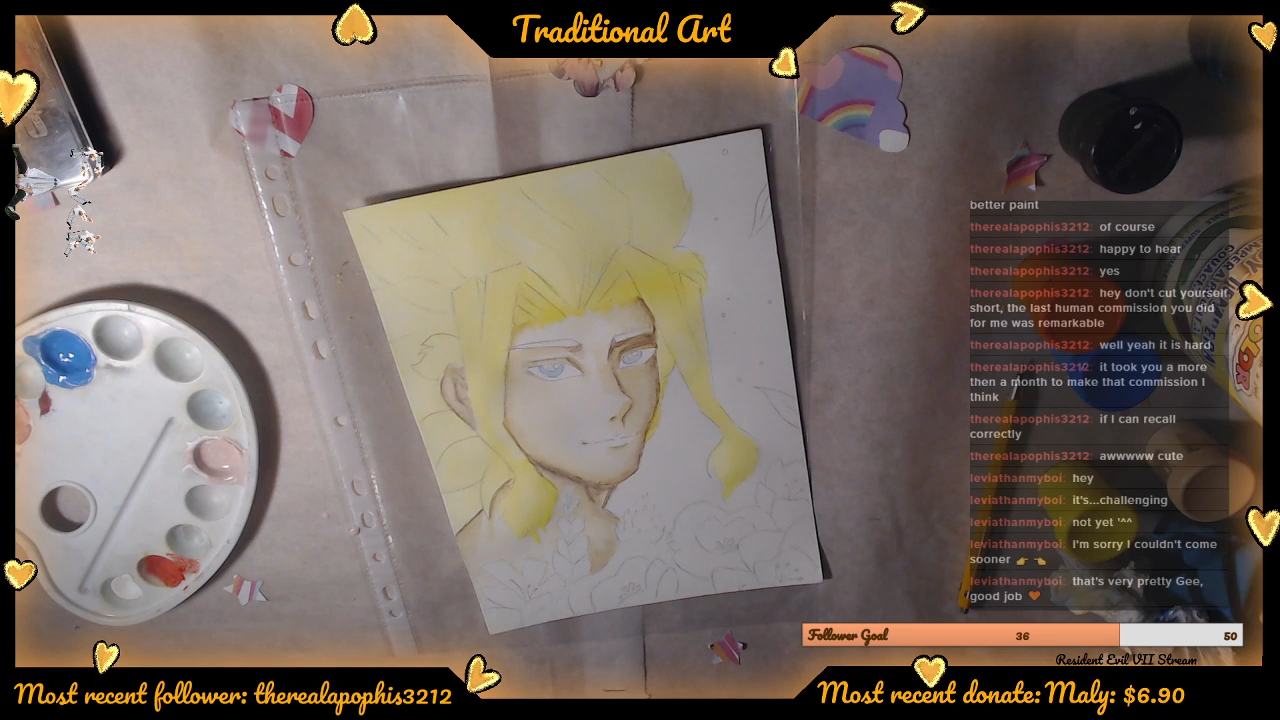 Traditional Art
better paint
therealapophis3212: of course
therealapophis3212: happy to hear
therealapophis3212: yes
therealapophis3212: hey don't cut yourself
short, the last human commission you did
for me was remarkable
therealapophis3212: well yeah it is hard
therealapophis3212: it took you a more
then a month to make that commission I
think
therealapophis3212: if I can recall
correctly
therealapophis3212: awwwww cute
leviathanmyboi: hey
leviathanmyboi: it's...challenging
leviathanmyboi: not yet '^^
leviathanmyboi: I'm sorry I couldn't come
sooner 👉 👈
leviathanmyboi: that's very pretty Gee,
good job ❤
Follower Goal 36 50
Resident Evil VII Stream
Most recent follower: therealapophis3212
Most recent donate: Maly: $6.90